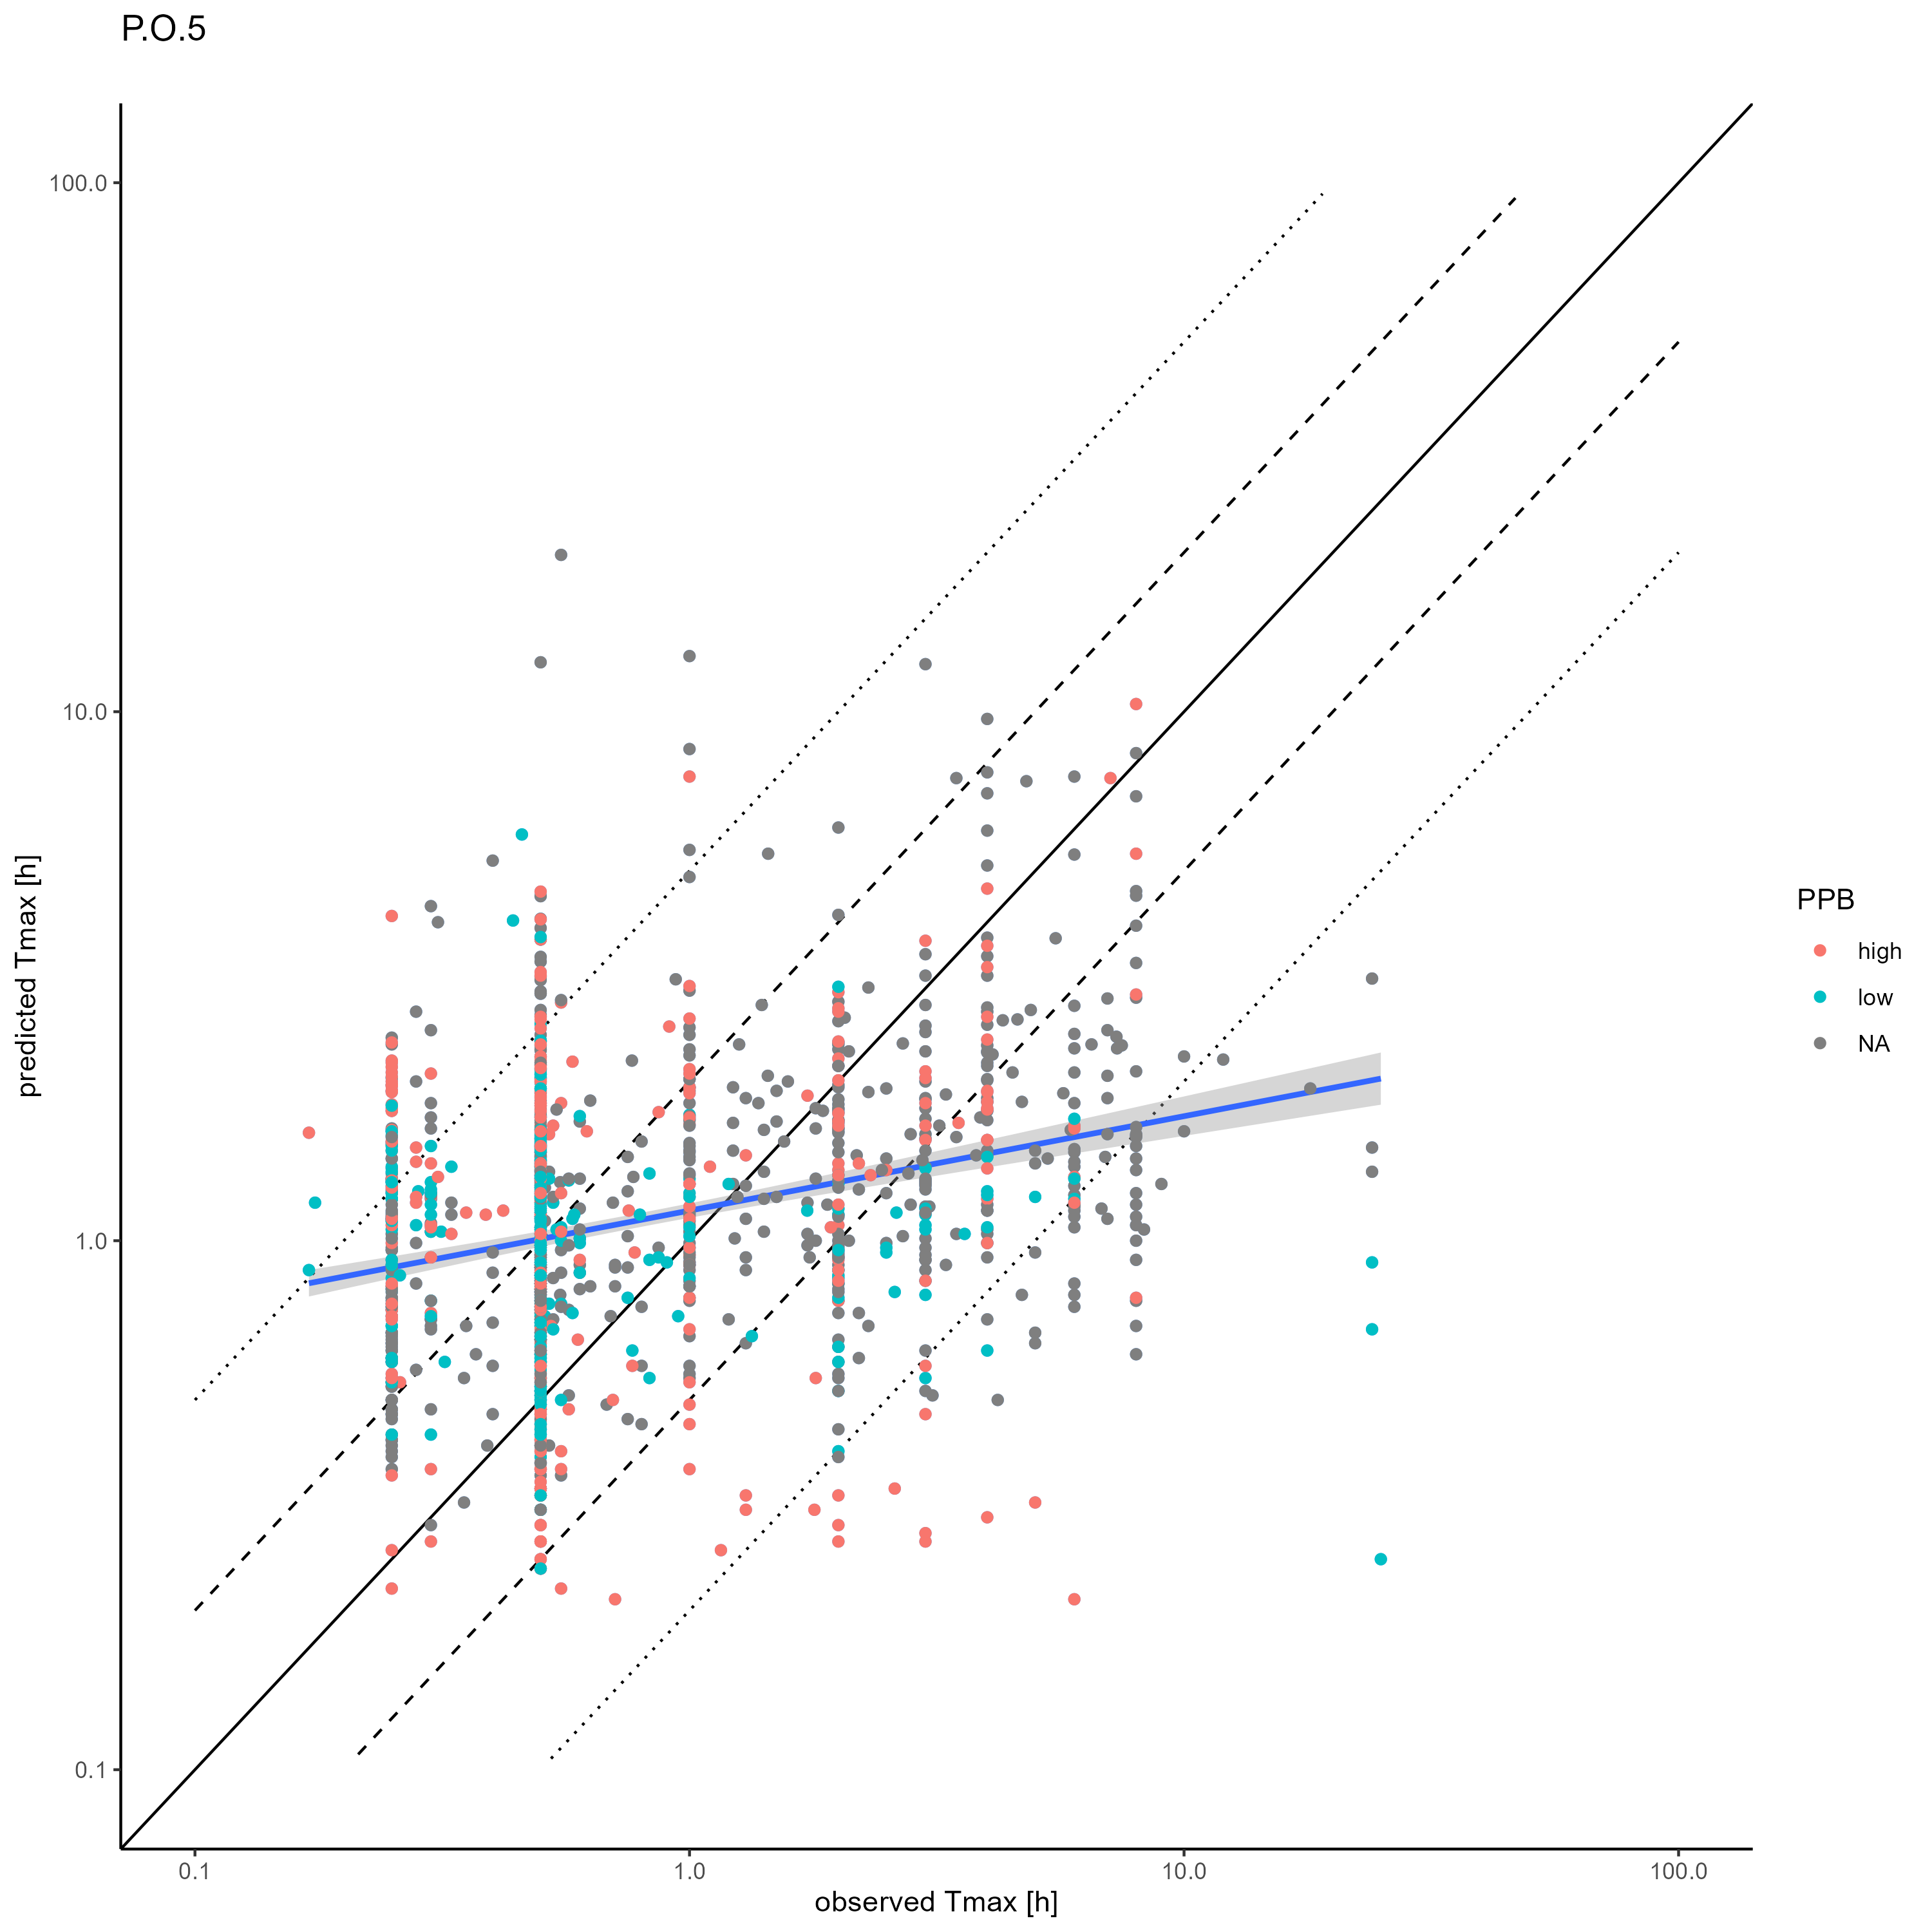 P.O.5
predicted Tmax [h]
100.0
10.0
1.0
0.1
0.1
1.0
10.0
100.0
observed Tmax [h]
PPB
high
low
NA